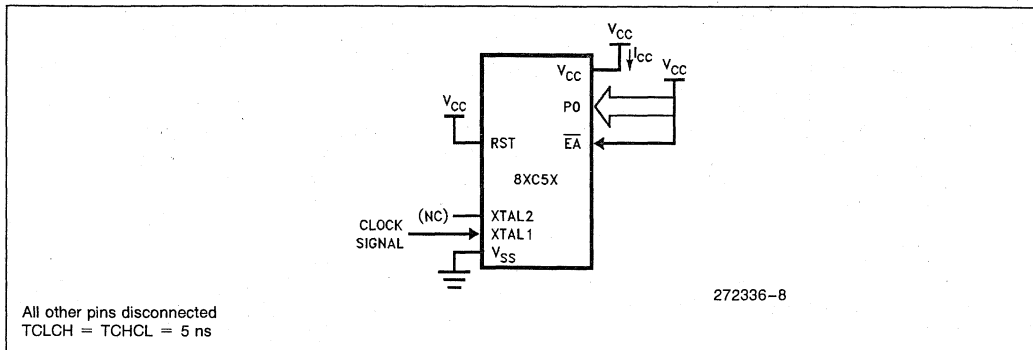 VCC
ICC
VCC
VCC
P0
VCC
RST
EA
8XC5X
(NC)
XTAL2
CLOCK
SIGNAL
XTAL1
VSS
272336-8
All other pins disconnected
TCLCH = TCHCL = 5 ns